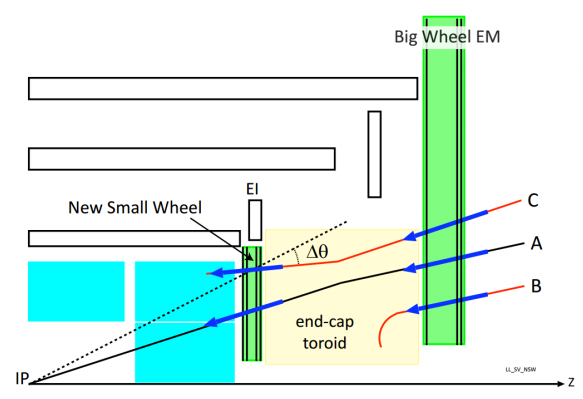 Big Wheel EM
EI
New Small Wheel
C
Δθ
A
B
end-cap
toroid
LL_SV_NSW
IP
Z